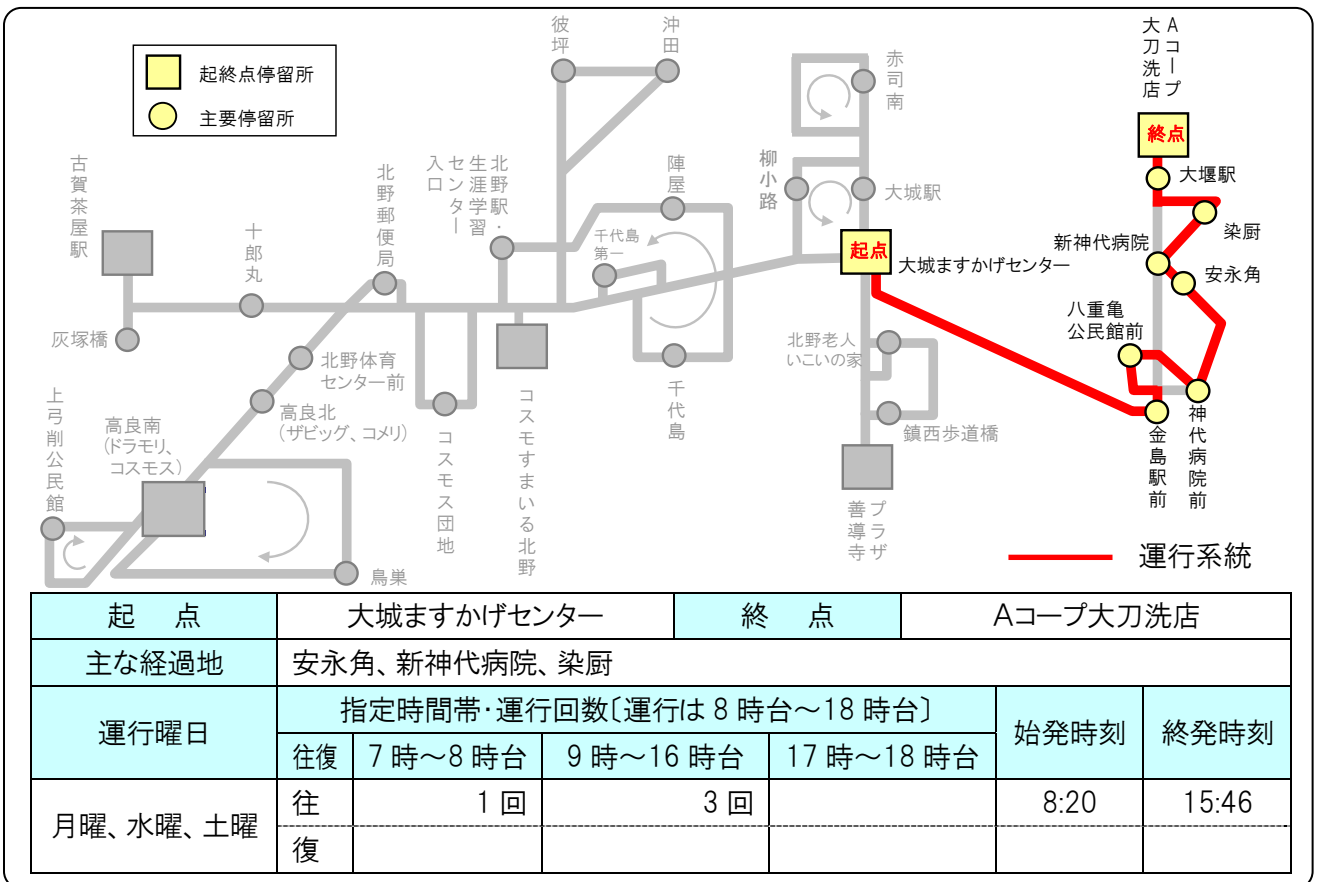 起終点停留所
主要停留所
彼坪
沖田
赤司南
Aコープ
大刀洗店
終点
大堰駅
染厨
新神代病院
安永角
八重亀
公民館前
神代病院前
金島駅前
古賀茶屋駅
十郎丸
北野郵便局
北野駅・
生涯学習
センター
入口
陣屋
千代島
第一
柳小路
大城駅
起点
大城ますかげセンター
灰塚橋
北野体育
センター前
高良北
(ザビッグ、コメリ)
高良南
(ドラモリ、
コスモス)
上弓削公民館
鳥巣
コスモス団地
コスモすまいる北野
千代島
北野老人
いこいの家
鎮西歩道橋
プラザ
善導寺
運行系統
起 点 大城ますかげセンター 終 点 Aコープ大刀洗店
主な経過地 安永角、新神代病院、染厨
運行曜日 指定時間帯・運行回数〔運行は8時台～18時台〕 始発時刻 終発時刻
往復 7時～8時台 9時～16時台 17時～18時台
月曜、水曜、土曜 往 1回 3回 8:20 15:46
復